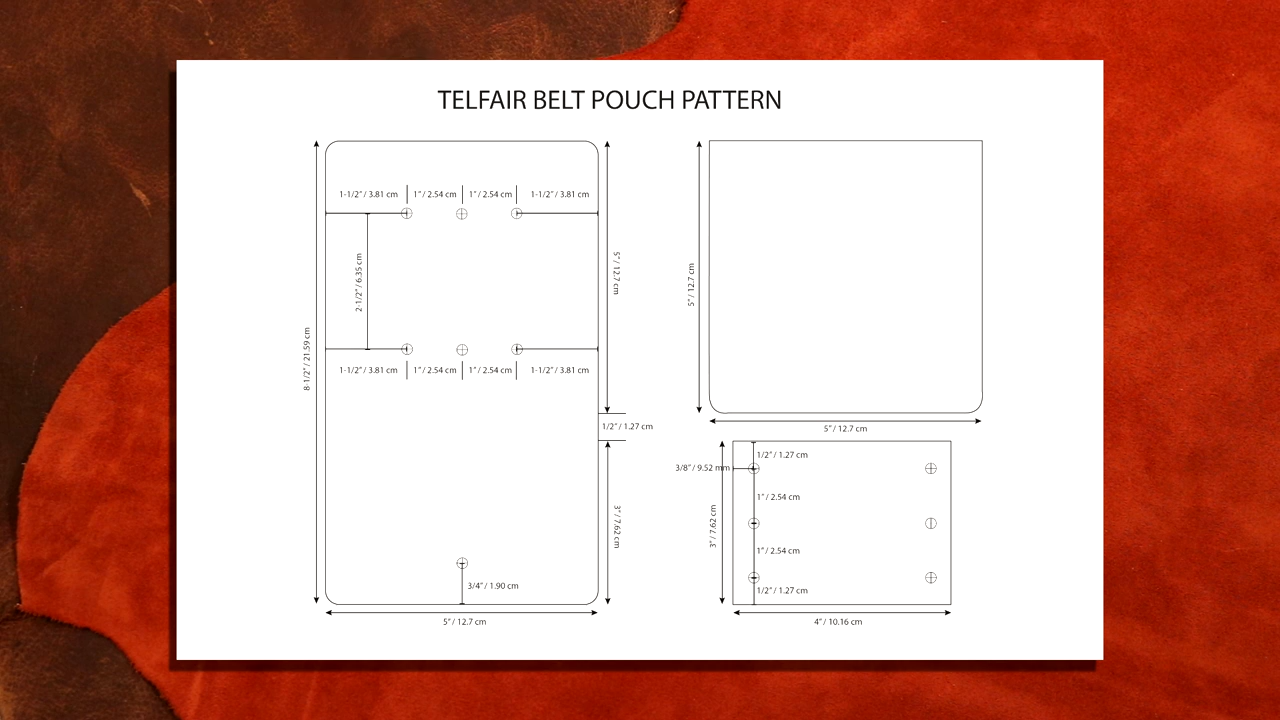 TELFAIR BELT POUCH PATTERN
1-1/2" / 3.81 cm
1" / 2.54 cm
1" / 2.54 cm
1-1/2" / 3.81 cm
2-1/2" / 6.35 cm
5" / 12.7 cm
8-1/2" / 21.59 cm
1-1/2" / 3.81 cm
1" / 2.54 cm
1" / 2.54 cm
1-1/2" / 3.81 cm
1/2" / 1.27 cm
3" / 7.62 cm
3/4" / 1.90 cm
5" / 12.7 cm
5" / 12.7 cm
5" / 12.7 cm
1/2" / 1.27 cm
3/8" / 9.52 mm
1" / 2.54 cm
3" / 7.62 cm
1" / 2.54 cm
1/2" / 1.27 cm
4" / 10.16 cm